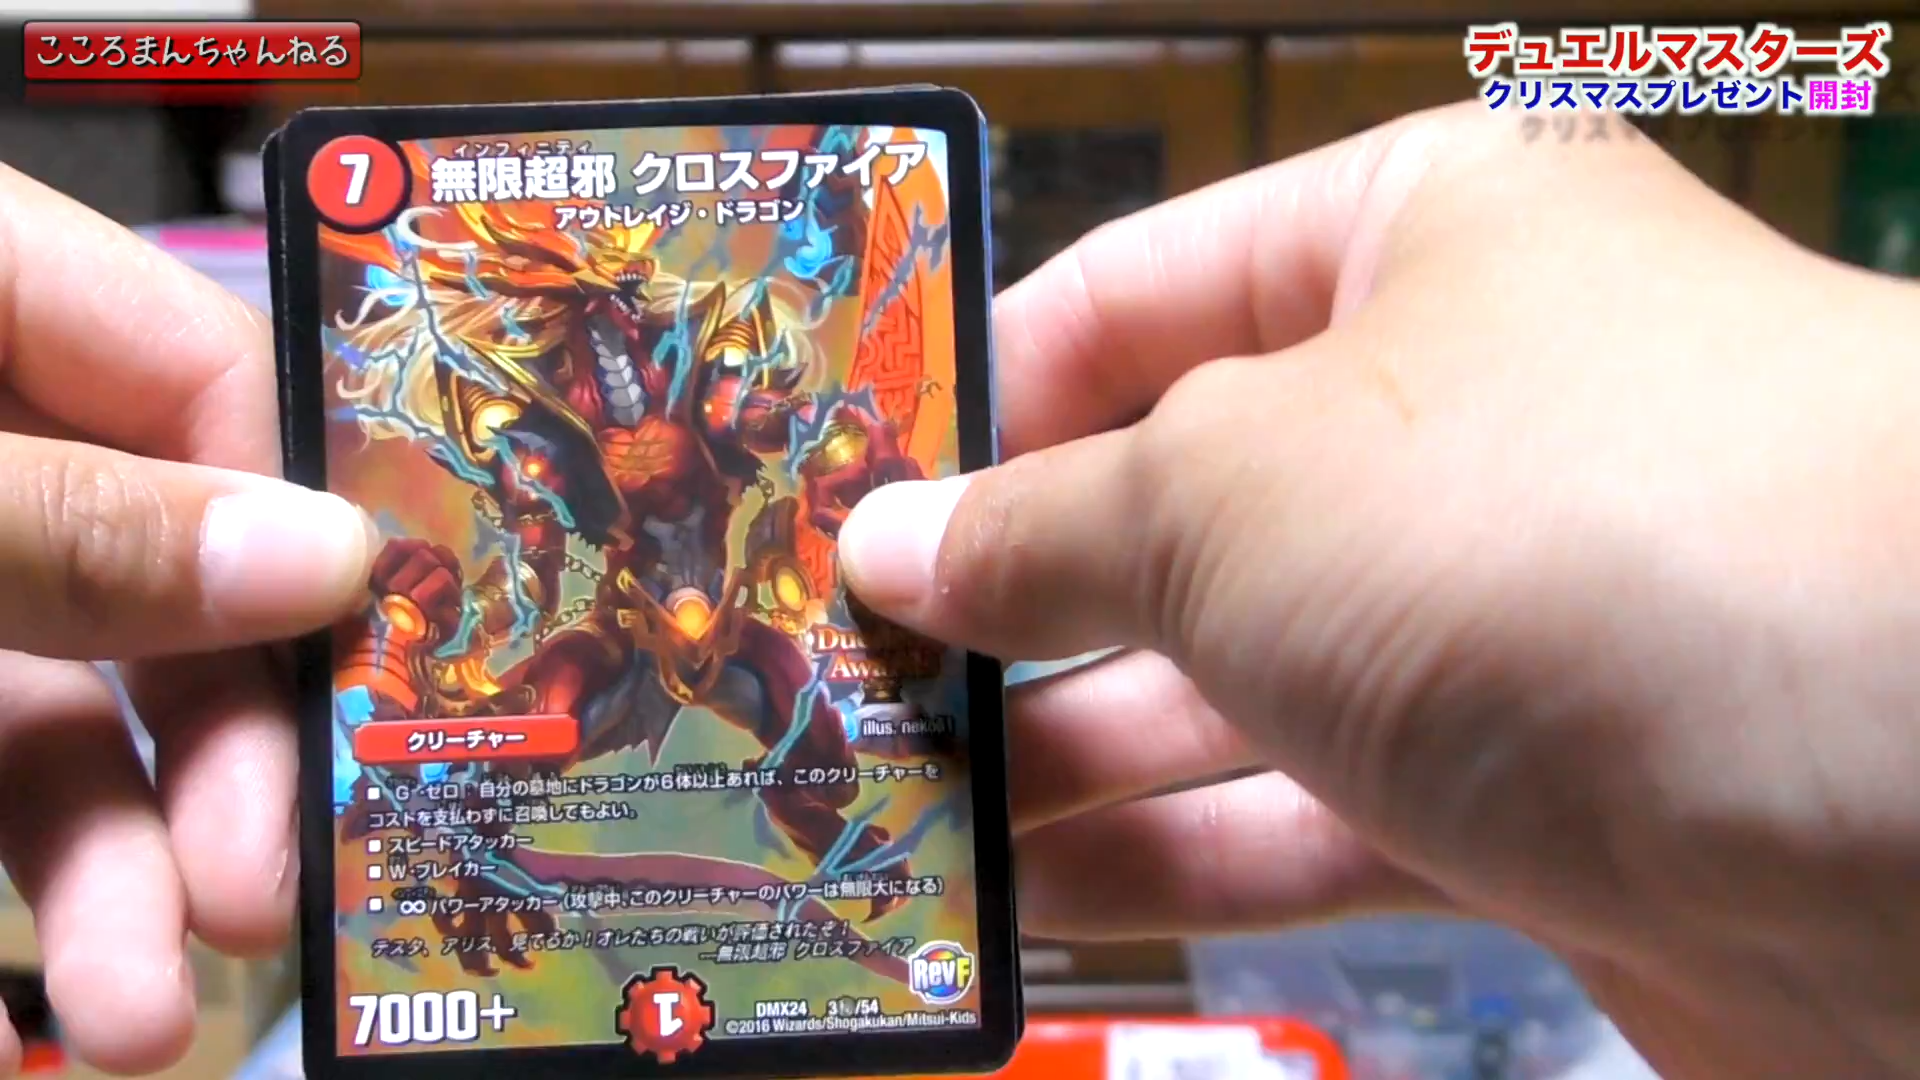 こころまんちゃんねる
デュエルマスターズ
クリスマスプレゼント開封
7
インフィニティ
無限超邪 クロスファイア
アウトレイジ・ドラゴン
illus.
クリーチャー
■ G・ゼロ:自分の墓地にドラゴンが6体以上あれば、このクリーチャーを
コストを支払わずに召喚してもよい。
■ スピードアタッカー
■ W・ブレイカー
■ ∞パワーアタッカー(攻撃中、このクリーチャーのパワーは無限大になる)
テスタ、アリス、見てるか!オレたちの戦いが評価されたぞ!
—無限超邪 クロスファイア
RevF
7000+
1
DMX24 /54
©2016 Wizards/Shogakukan/Mitsui-Kids